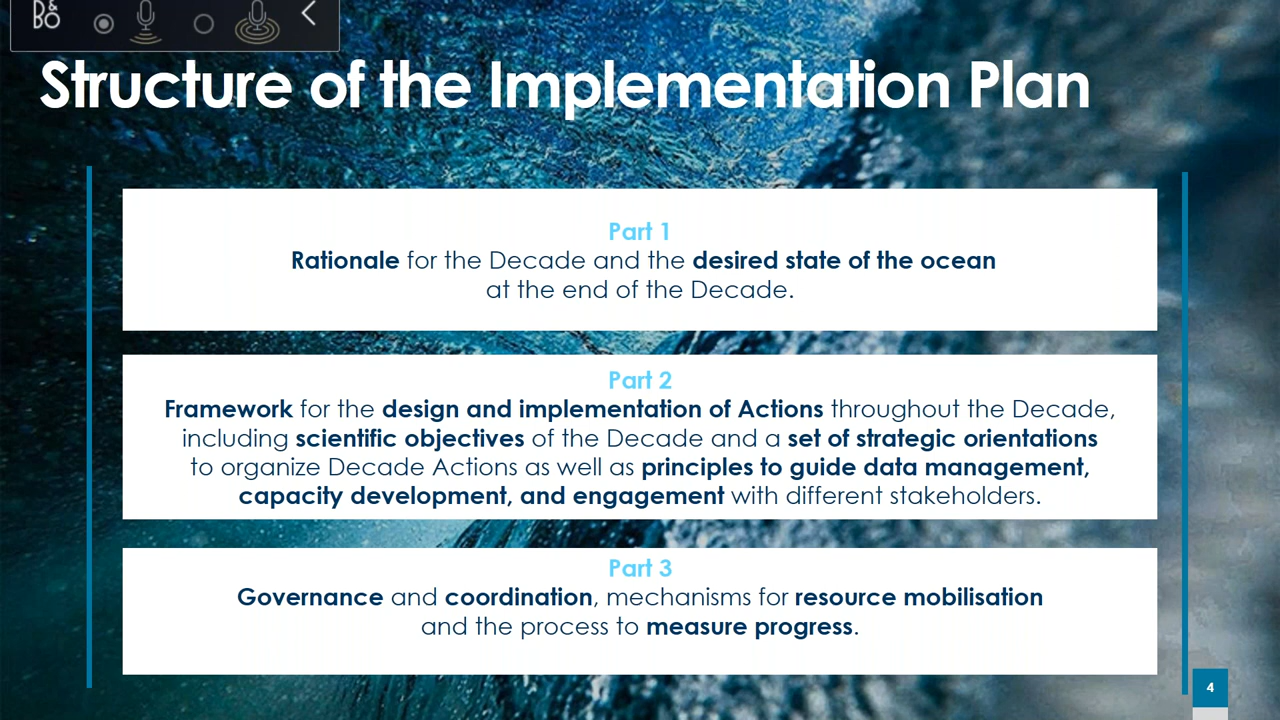 B&O
Structure of the Implementation Plan
Part 1
Rationale for the Decade and the desired state of the ocean
at the end of the Decade.
Part 2
Framework for the design and implementation of Actions throughout the Decade,
including scientific objectives of the Decade and a set of strategic orientations
to organize Decade Actions as well as principles to guide data management,
capacity development, and engagement with different stakeholders.
Part 3
Governance and coordination, mechanisms for resource mobilisation
and the process to measure progress.
4